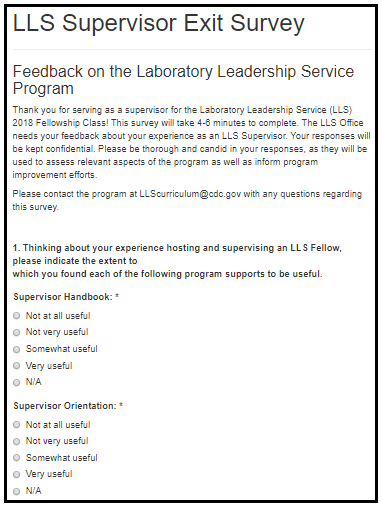 LLS Supervisor Exit Survey
Feedback on the Laboratory Leadership Service
Program
Thank you for serving as a supervisor for the Laboratory Leadership Service (LLS)
2018 Fellowship Class! This survey will take 4-6 minutes to complete. The LLS Office
needs your feedback about your experience as an LLS Supervisor. Your responses will
be kept confidential. Please be thorough and candid in your responses, as they will be
used to assess relevant aspects of the program as well as inform program
improvement efforts.
Please contact the program at LLScurriculum@cdc.gov with any questions regarding
this survey.
1. Thinking about your experience hosting and supervising an LLS Fellow,
please indicate the extent to
which you found each of the following program supports to be useful.
Supervisor Handbook: *
Not at all useful
Not very useful
Somewhat useful
Very useful
N/A
Supervisor Orientation: *
Not at all useful
Not very useful
Somewhat useful
Very useful
N/A